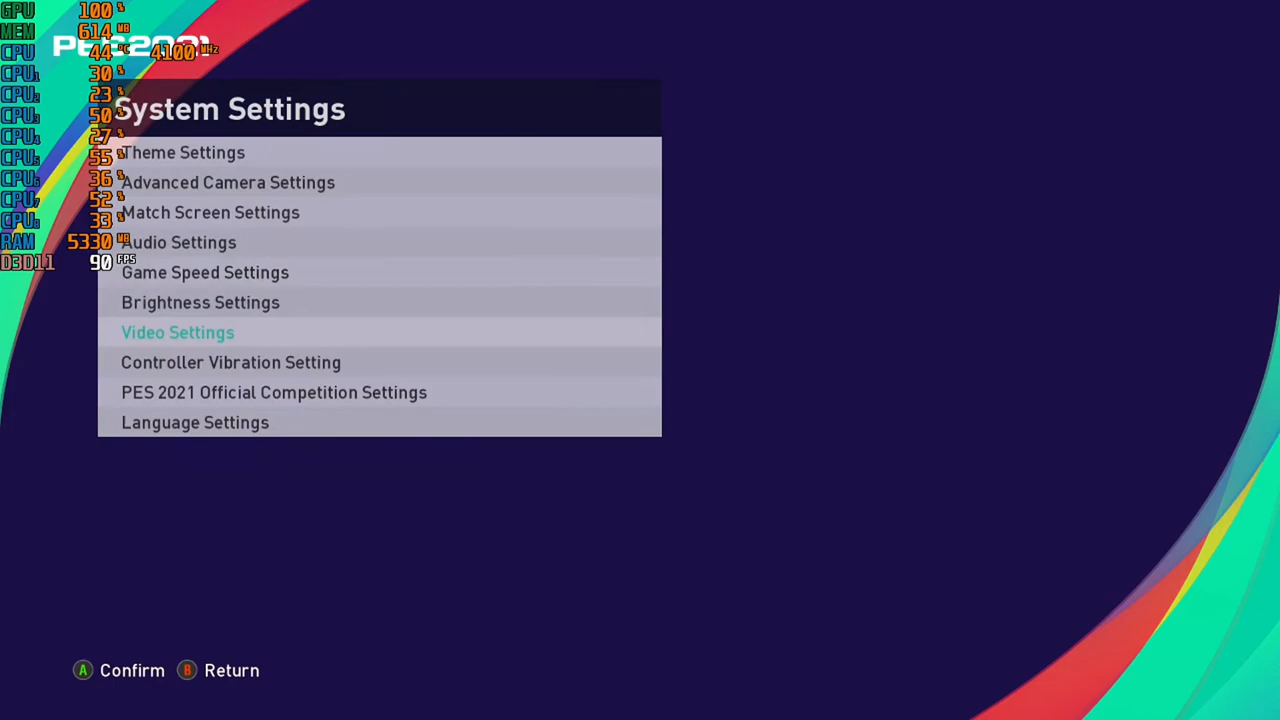 GPU 100 %
MEM 614 MB
CPU 44 °C 4100 MHz
PES2021
CPU1 30 %
CPU2 23 %
CPU3 50 %
CPU4 27 %
CPU5 55 %
CPU6 36 %
CPU7 52 %
CPU8 33 %
RAM 5330 MB
D3D11 90 FPS
System Settings
Theme Settings
Advanced Camera Settings
Match Screen Settings
Audio Settings
Game Speed Settings
Brightness Settings
Video Settings
Controller Vibration Setting
PES 2021 Official Competition Settings
Language Settings
A Confirm B Return